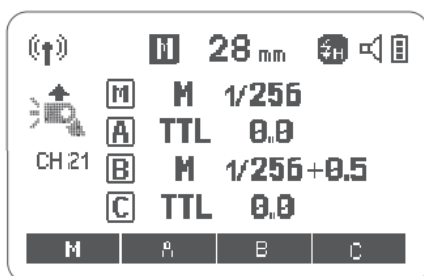 M 28 mm H
M M 1/256
A TTL 0.0
CH 21 B M 1/256+0.5
C TTL 0.0
M A B C